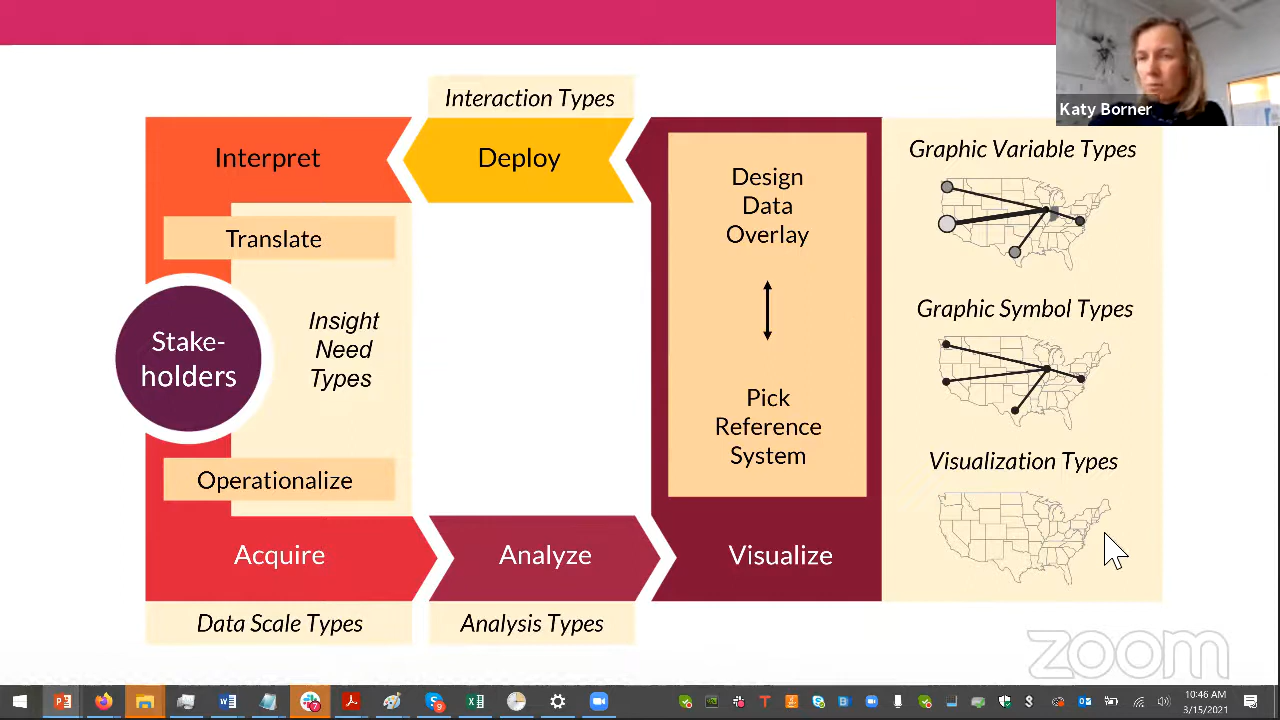 Katy Borner
Interaction Types
Interpret
Deploy
Design
Data
Overlay
Graphic Variable Types
Translate
Stake-
holders
Insight
Need
Types
Graphic Symbol Types
Pick
Reference
System
Operationalize
Visualization Types
Acquire
Analyze
Visualize
Data Scale Types
Analysis Types
zoom
10:46 AM
3/15/2021